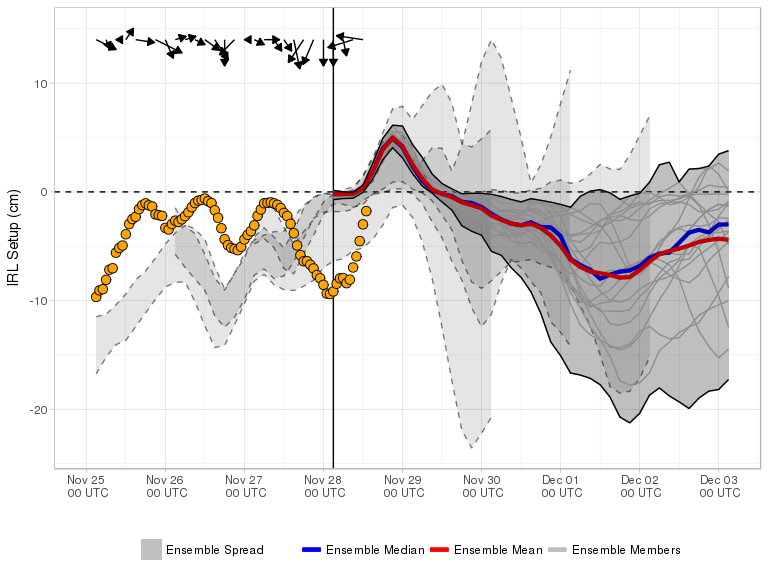 IRL Setup (cm)
10
0
-10
-20
Nov 25 Nov 26 Nov 27 Nov 28 Nov 29 Nov 30 Dec 01 Dec 02 Dec 03
00 UTC 00 UTC 00 UTC 00 UTC 00 UTC 00 UTC 00 UTC 00 UTC 00 UTC
Ensemble Spread Ensemble Median Ensemble Mean Ensemble Members